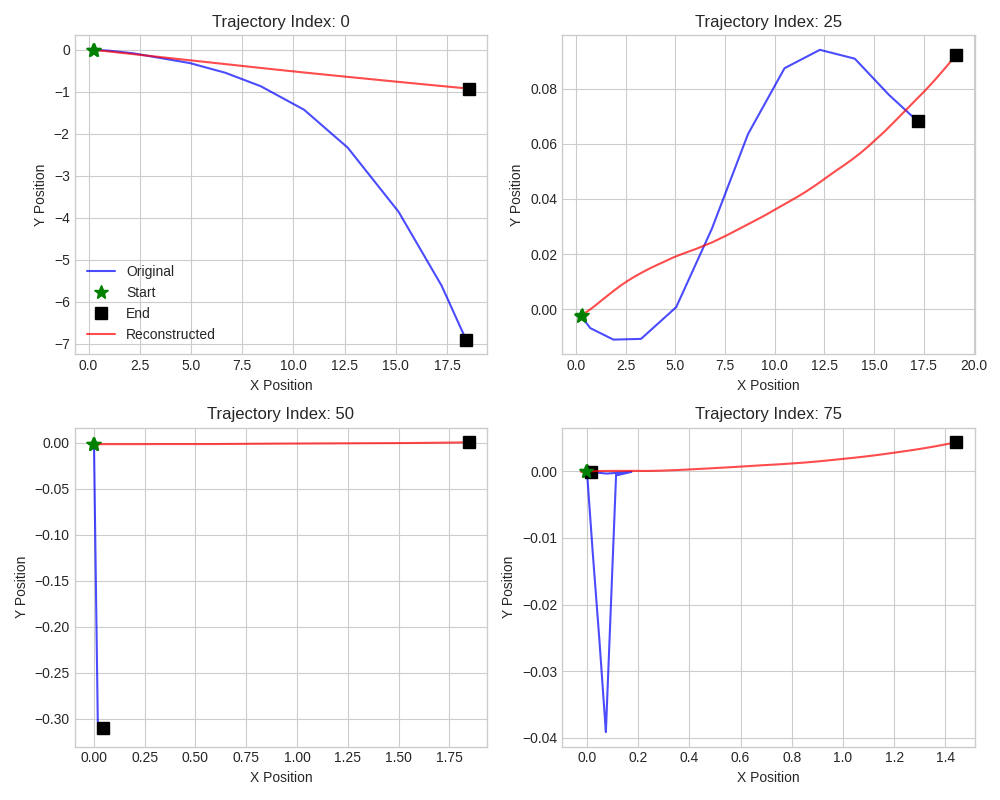 Trajectory Index: 0
Y Position
0
−1
−2
−3
−4
−5
−6
−7
Original
Start
End
Reconstructed
0.0 2.5 5.0 7.5 10.0 12.5 15.0 17.5
X Position
Trajectory Index: 25
Y Position
0.08
0.06
0.04
0.02
0.00
0.0 2.5 5.0 7.5 10.0 12.5 15.0 17.5 20.0
X Position
Trajectory Index: 50
Y Position
0.00
−0.05
−0.10
−0.15
−0.20
−0.25
−0.30
0.00 0.25 0.50 0.75 1.00 1.25 1.50 1.75
X Position
Trajectory Index: 75
Y Position
0.00
−0.01
−0.02
−0.03
−0.04
0.0 0.2 0.4 0.6 0.8 1.0 1.2 1.4
X Position